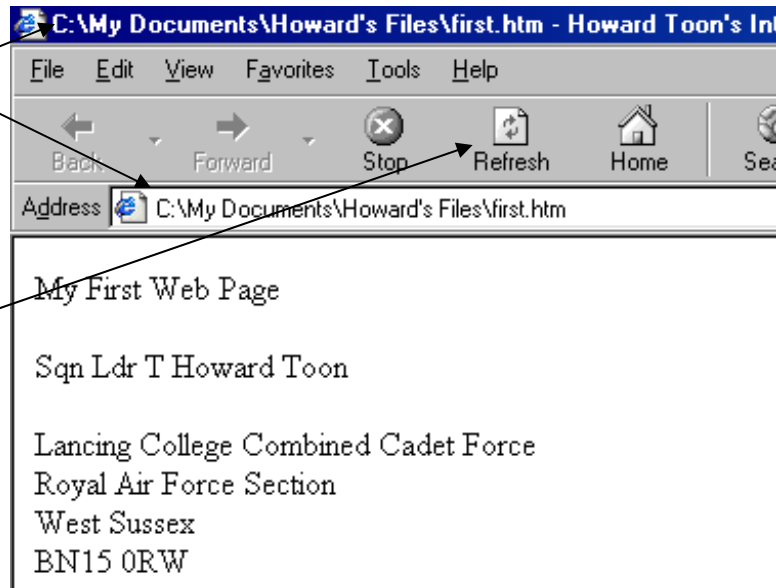 C:\My Documents\Howard's Files\first.htm - Howard Toon's Int
File Edit View Favorites Tools Help
Back Forward Stop Refresh Home Sea
Address C:\My Documents\Howard's Files\first.htm
My First Web Page
Sqn Ldr T Howard Toon
Lancing College Combined Cadet Force
Royal Air Force Section
West Sussex
BN15 0RW